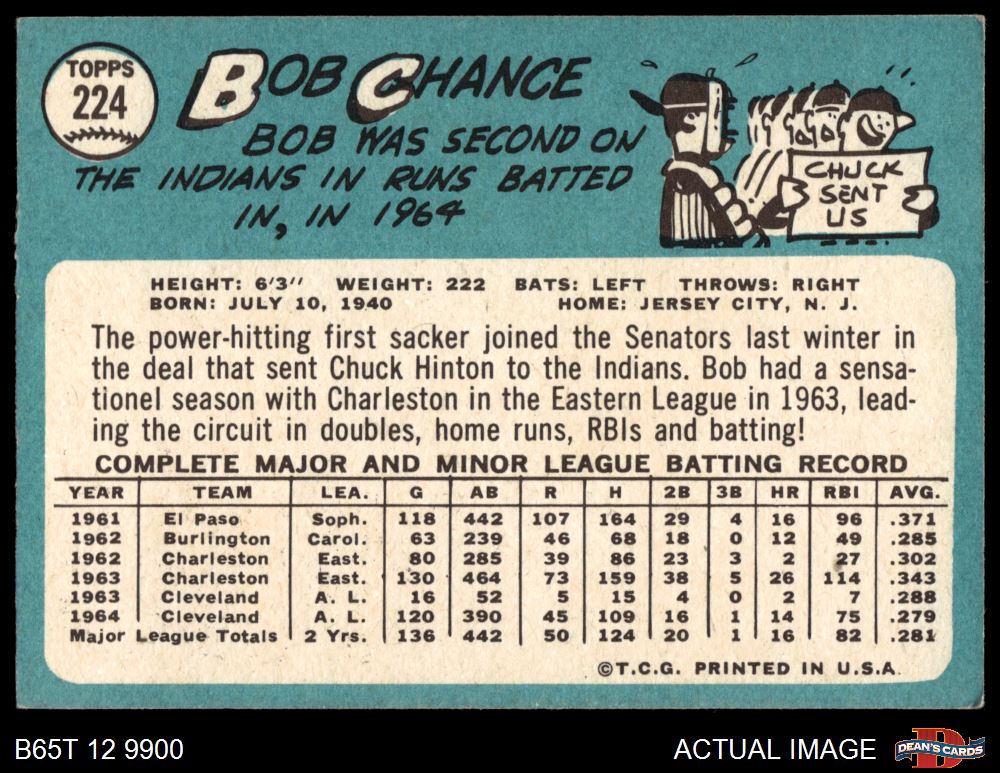 TOPPS
224
BOB CHANCE
BOB WAS SECOND ON
THE INDIANS IN RUNS BATTED
IN, IN 1964
CHUCK
SENT
US
HEIGHT: 6'3" WEIGHT: 222 BATS: LEFT THROWS: RIGHT
BORN: JULY 10, 1940 HOME: JERSEY CITY, N. J.
The power-hitting first sacker joined the Senators last winter in
the deal that sent Chuck Hinton to the Indians. Bob had a sensa-
tionel season with Charleston in the Eastern League in 1963, lead-
ing the circuit in doubles, home runs, RBIs and batting!
COMPLETE MAJOR AND MINOR LEAGUE BATTING RECORD
YEAR TEAM LEA. G AB R H 2B 3B HR RBI AVG.
1961 El Paso Soph. 118 442 107 164 29 4 16 96 .371
1962 Burlington Carol. 63 239 46 68 18 0 12 49 .285
1962 Charleston East. 80 285 39 86 23 3 2 27 .302
1963 Charleston East. 130 464 73 159 38 5 26 114 .343
1963 Cleveland A. L. 16 52 5 15 4 0 2 7 .288
1964 Cleveland A. L. 120 390 45 109 16 1 14 75 .279
Major League Totals 2 Yrs. 136 442 50 124 20 1 16 82 .281
©T.C.G. PRINTED IN U.S.A.
B65T 12 9900
ACTUAL IMAGE
D
DEAN'S CARDS